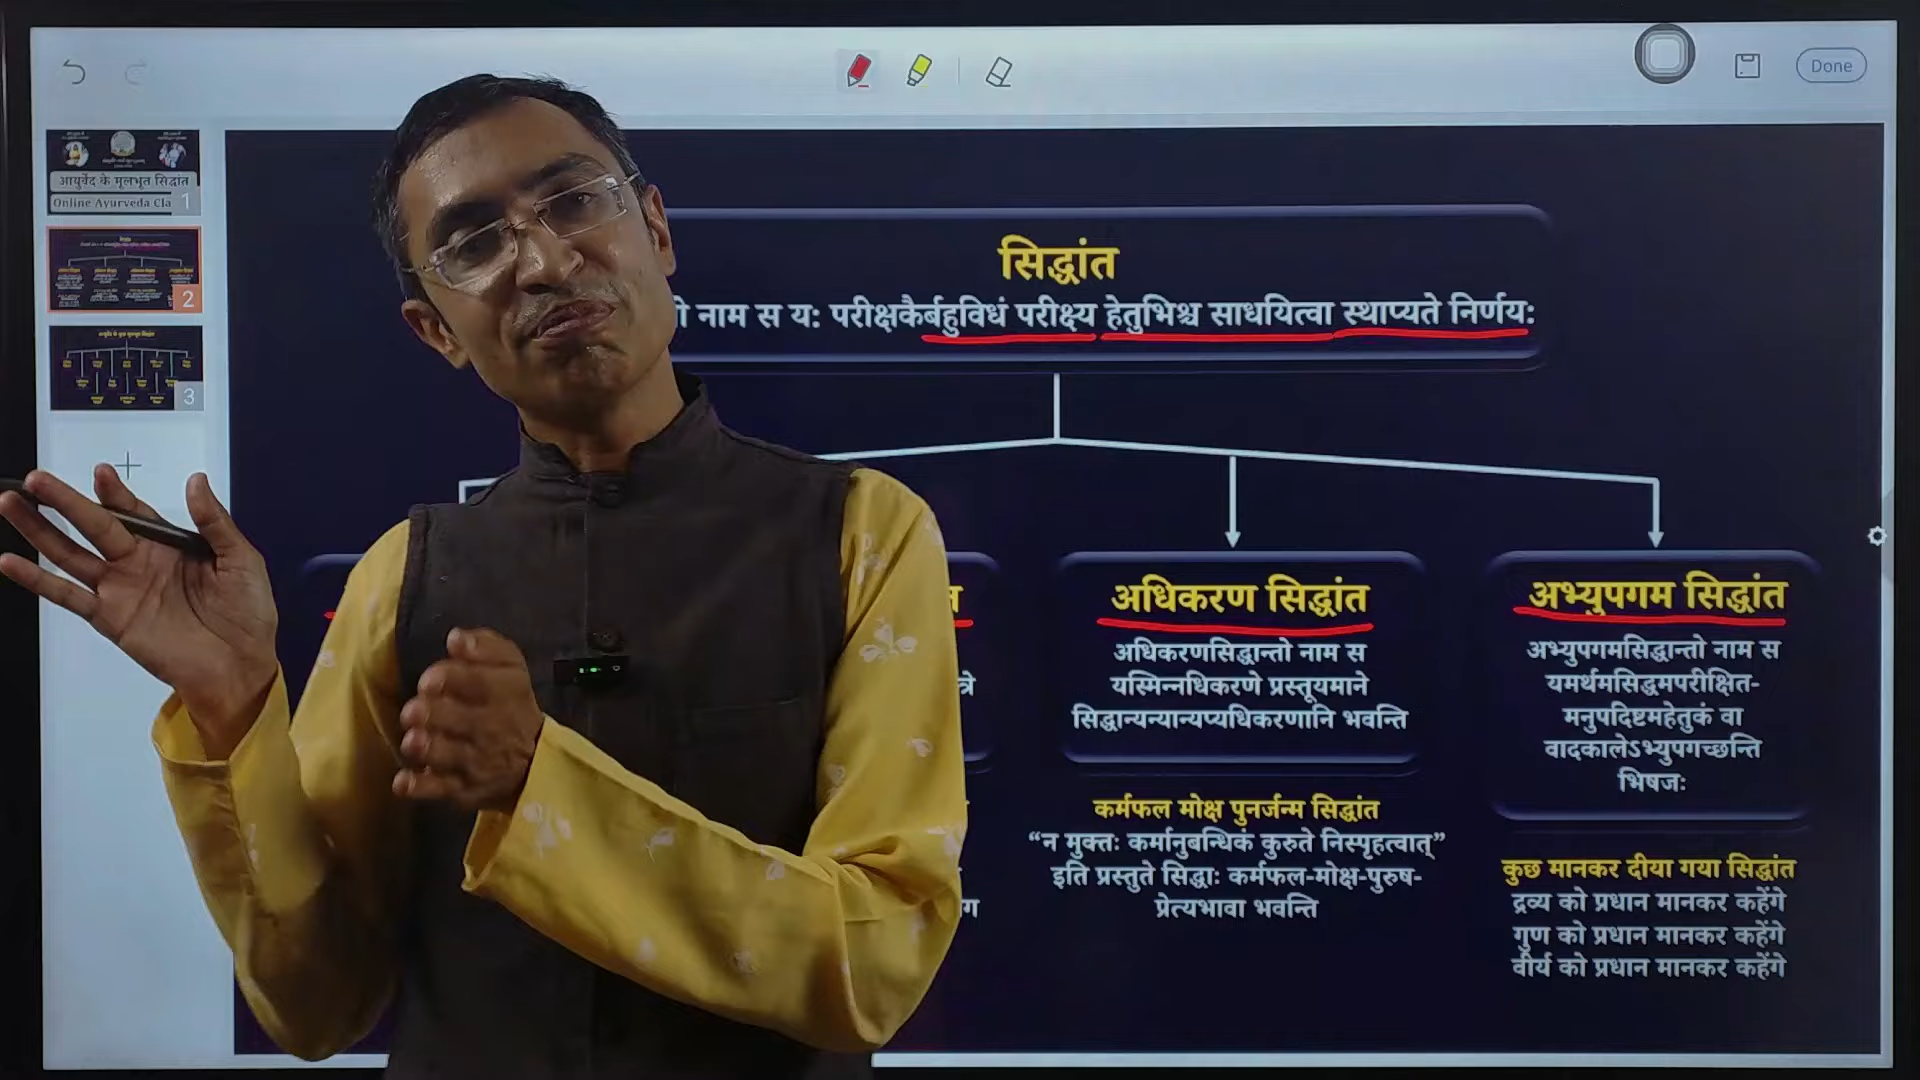 Done
आयुर्वेद के मूलभूत सिद्धांत
Online Ayurveda Cla
1
2
3
सिद्धांत
नाम स य: परीक्षकैर्बहुविधं परीक्ष्य हेतुभिश्च साधयित्वा स्थाप्यते निर्णय:
अधिकरण सिद्धांत
अधिकरणसिद्धान्तो नाम स
यस्मिन्नधिकरणे प्रस्तूयमाने
सिद्धान्यन्यान्यप्यधिकरणानि भवन्ति
कर्मफल मोक्ष पुनर्जन्म सिद्धांत
“न मुक्तः कर्मानुबन्धिकं कुरुते निस्पृहत्वात्”
इति प्रस्तुते सिद्धाः कर्मफल-मोक्ष-पुरुष-
प्रेत्यभावा भवन्ति
अभ्युपगम सिद्धांत
अभ्युपगमसिद्धान्तो नाम स
यमर्थमसिद्धमपरीक्षित-
मनुपदिष्टमहेतुकं वा
वादकालेऽभ्युपगच्छन्ति
भिषजः
कुछ मानकर दीया गया सिद्धांत
द्रव्य को प्रधान मानकर कहेंगे
गुण को प्रधान मानकर कहेंगे
वीर्य को प्रधान मानकर कहेंगे